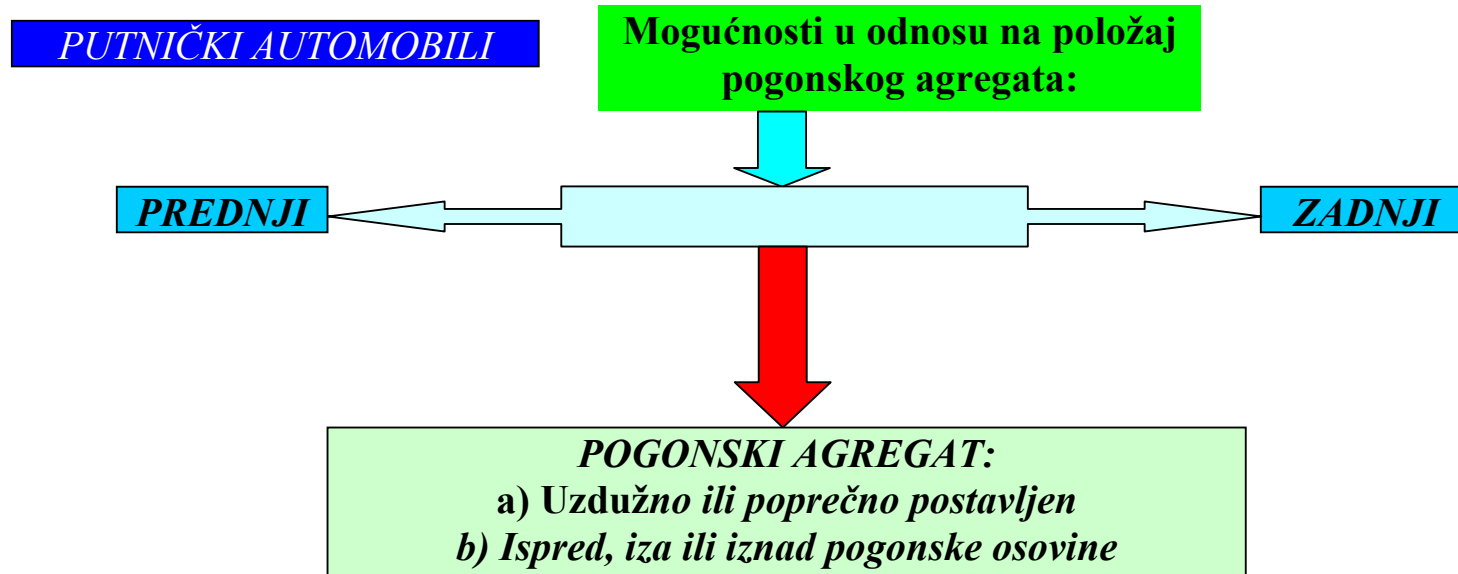 PUTNIČKI AUTOMOBILI
Mogućnosti u odnosu na položaj
pogonskog agregata:
PREDNJI
ZADNJI
POGONSKI AGREGAT:
a) Uzdužno ili poprečno postavljen
b) Ispred, iza ili iznad pogonske osovine